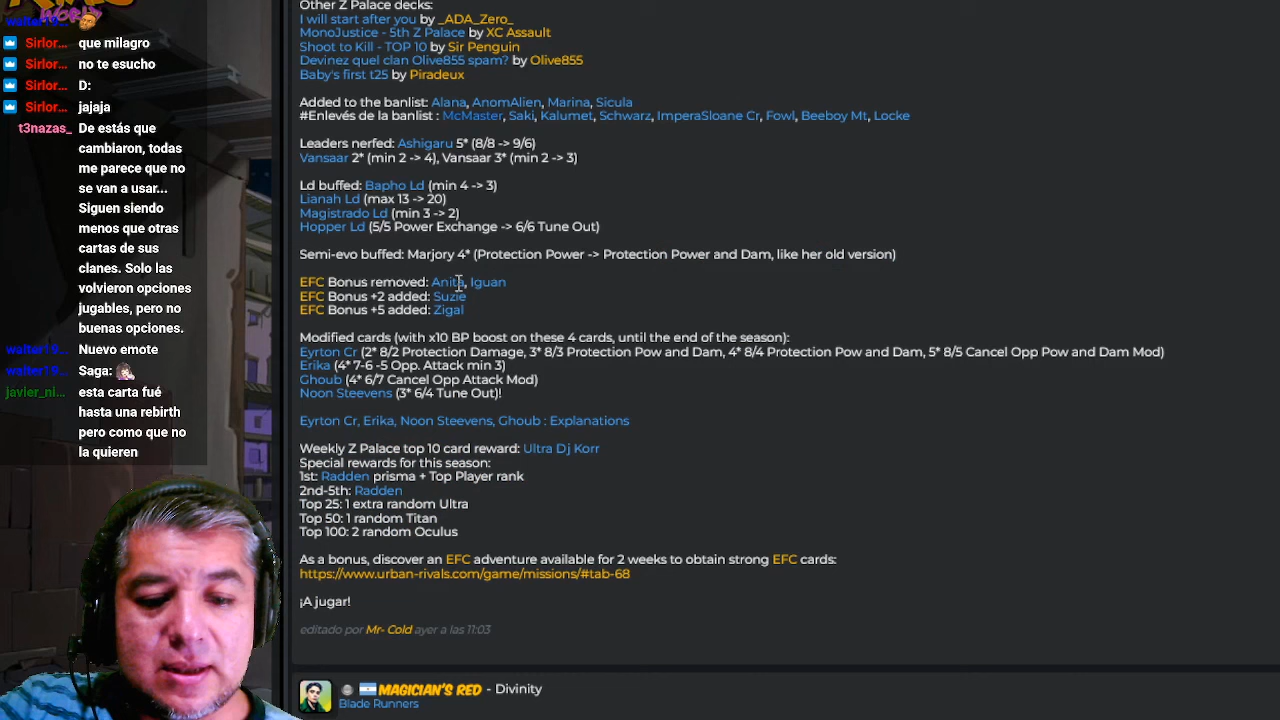 WORLD
walter19...
Sirlor... que milagro
Sirlor... no te esucho
Sirlor... D:
Sirlor... jajaja
t3nazas_ De estás que
cambiaron, todas
me parece que no
se van a usar...
Siguen siendo
menos que otras
cartas de sus
clanes. Solo las
volvieron opciones
jugables, pero no
buenas opciones.
walter19... Nuevo emote
walter19... Saga:
javier_ni... esta carta fué
hasta una rebirth
pero como que no
la quieren
Other Z Palace decks:
I will start after you by _ADA_Zero_
MonoJustice - 5th Z Palace by XC Assault
Shoot to Kill - TOP 10 by Sir Penguin
Devinez quel clan Olive855 spam? by Olive855
Baby's first t25 by Piradeux
Added to the banlist: Alana, AnomAlien, Marina, Sicula
#Enlevés de la banlist : McMaster, Saki, Kalumet, Schwarz, ImperaSloane Cr, Fowl, Beeboy Mt, Locke
Leaders nerfed: Ashigaru 5* (8/8 -> 9/6)
Vansaar 2* (min 2 -> 4), Vansaar 3* (min 2 -> 3)
Ld buffed: Bapho Ld (min 4 -> 3)
Lianah Ld (max 13 -> 20)
Magistrado Ld (min 3 -> 2)
Hopper Ld (5/5 Power Exchange -> 6/6 Tune Out)
Semi-evo buffed: Marjory 4* (Protection Power -> Protection Power and Dam, like her old version)
EFC Bonus removed: Anita, Iguan
EFC Bonus +2 added: Suzie
EFC Bonus +5 added: Zigal
Modified cards (with x10 BP boost on these 4 cards, until the end of the season):
Eyrton Cr (2* 8/2 Protection Damage, 3* 8/3 Protection Pow and Dam, 4* 8/4 Protection Pow and Dam, 5* 8/5 Cancel Opp Pow and Dam Mod)
Erika (4* 7-6 -5 Opp. Attack min 3)
Ghoub (4* 6/7 Cancel Opp Attack Mod)
Noon Steevens (3* 6/4 Tune Out)!
Eyrton Cr, Erika, Noon Steevens, Ghoub : Explanations
Weekly Z Palace top 10 card reward: Ultra Dj Korr
Special rewards for this season:
1st: Radden prisma + Top Player rank
2nd-5th: Radden
Top 25: 1 extra random Ultra
Top 50: 1 random Titan
Top 100: 2 random Oculus
As a bonus, discover an EFC adventure available for 2 weeks to obtain strong EFC cards:
https://www.urban-rivals.com/game/missions/#tab-68
¡A jugar!
editado por Mr- Cold ayer a las 11:03
MAGICIAN'S RED - Divinity
Blade Runners